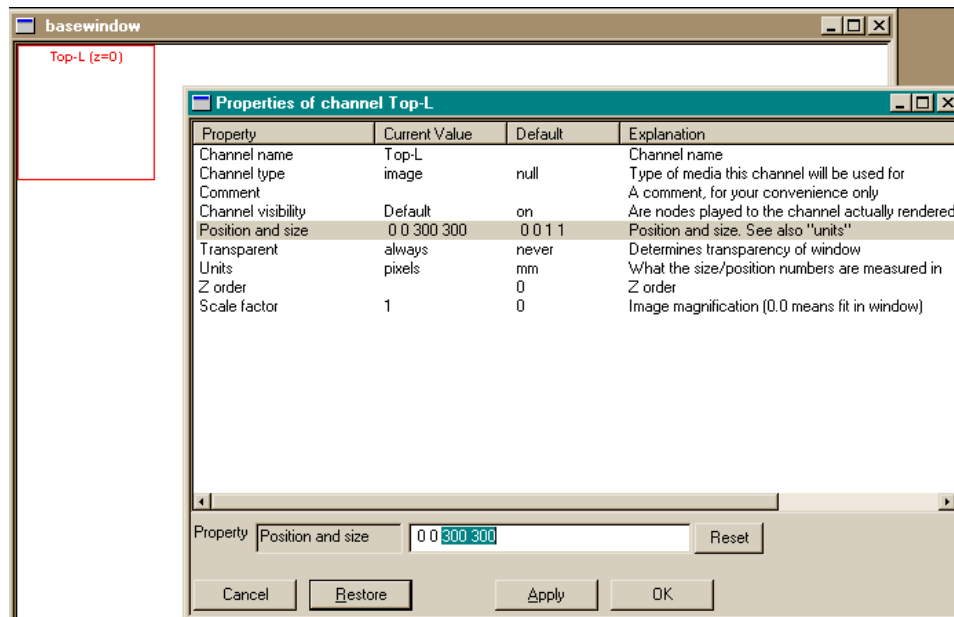 basewindow
Top-L (z=0)
Properties of channel Top-L
Property Current Value Default Explanation
Channel name Top-L Channel name
Channel type image null Type of media this channel will be used for
Comment A comment, for your convenience only
Channel visibility Default on Are nodes played to the channel actually rendered
Position and size 0 0 300 300 0 0 1 1 Position and size. See also "units"
Transparent always never Determines transparency of window
Units pixels mm What the size/position numbers are measured in
Z order 0 Z order
Scale factor 1 0 Image magnification (0.0 means fit in window)
Property Position and size 0 0 300 300 Reset
Cancel Restore Apply OK